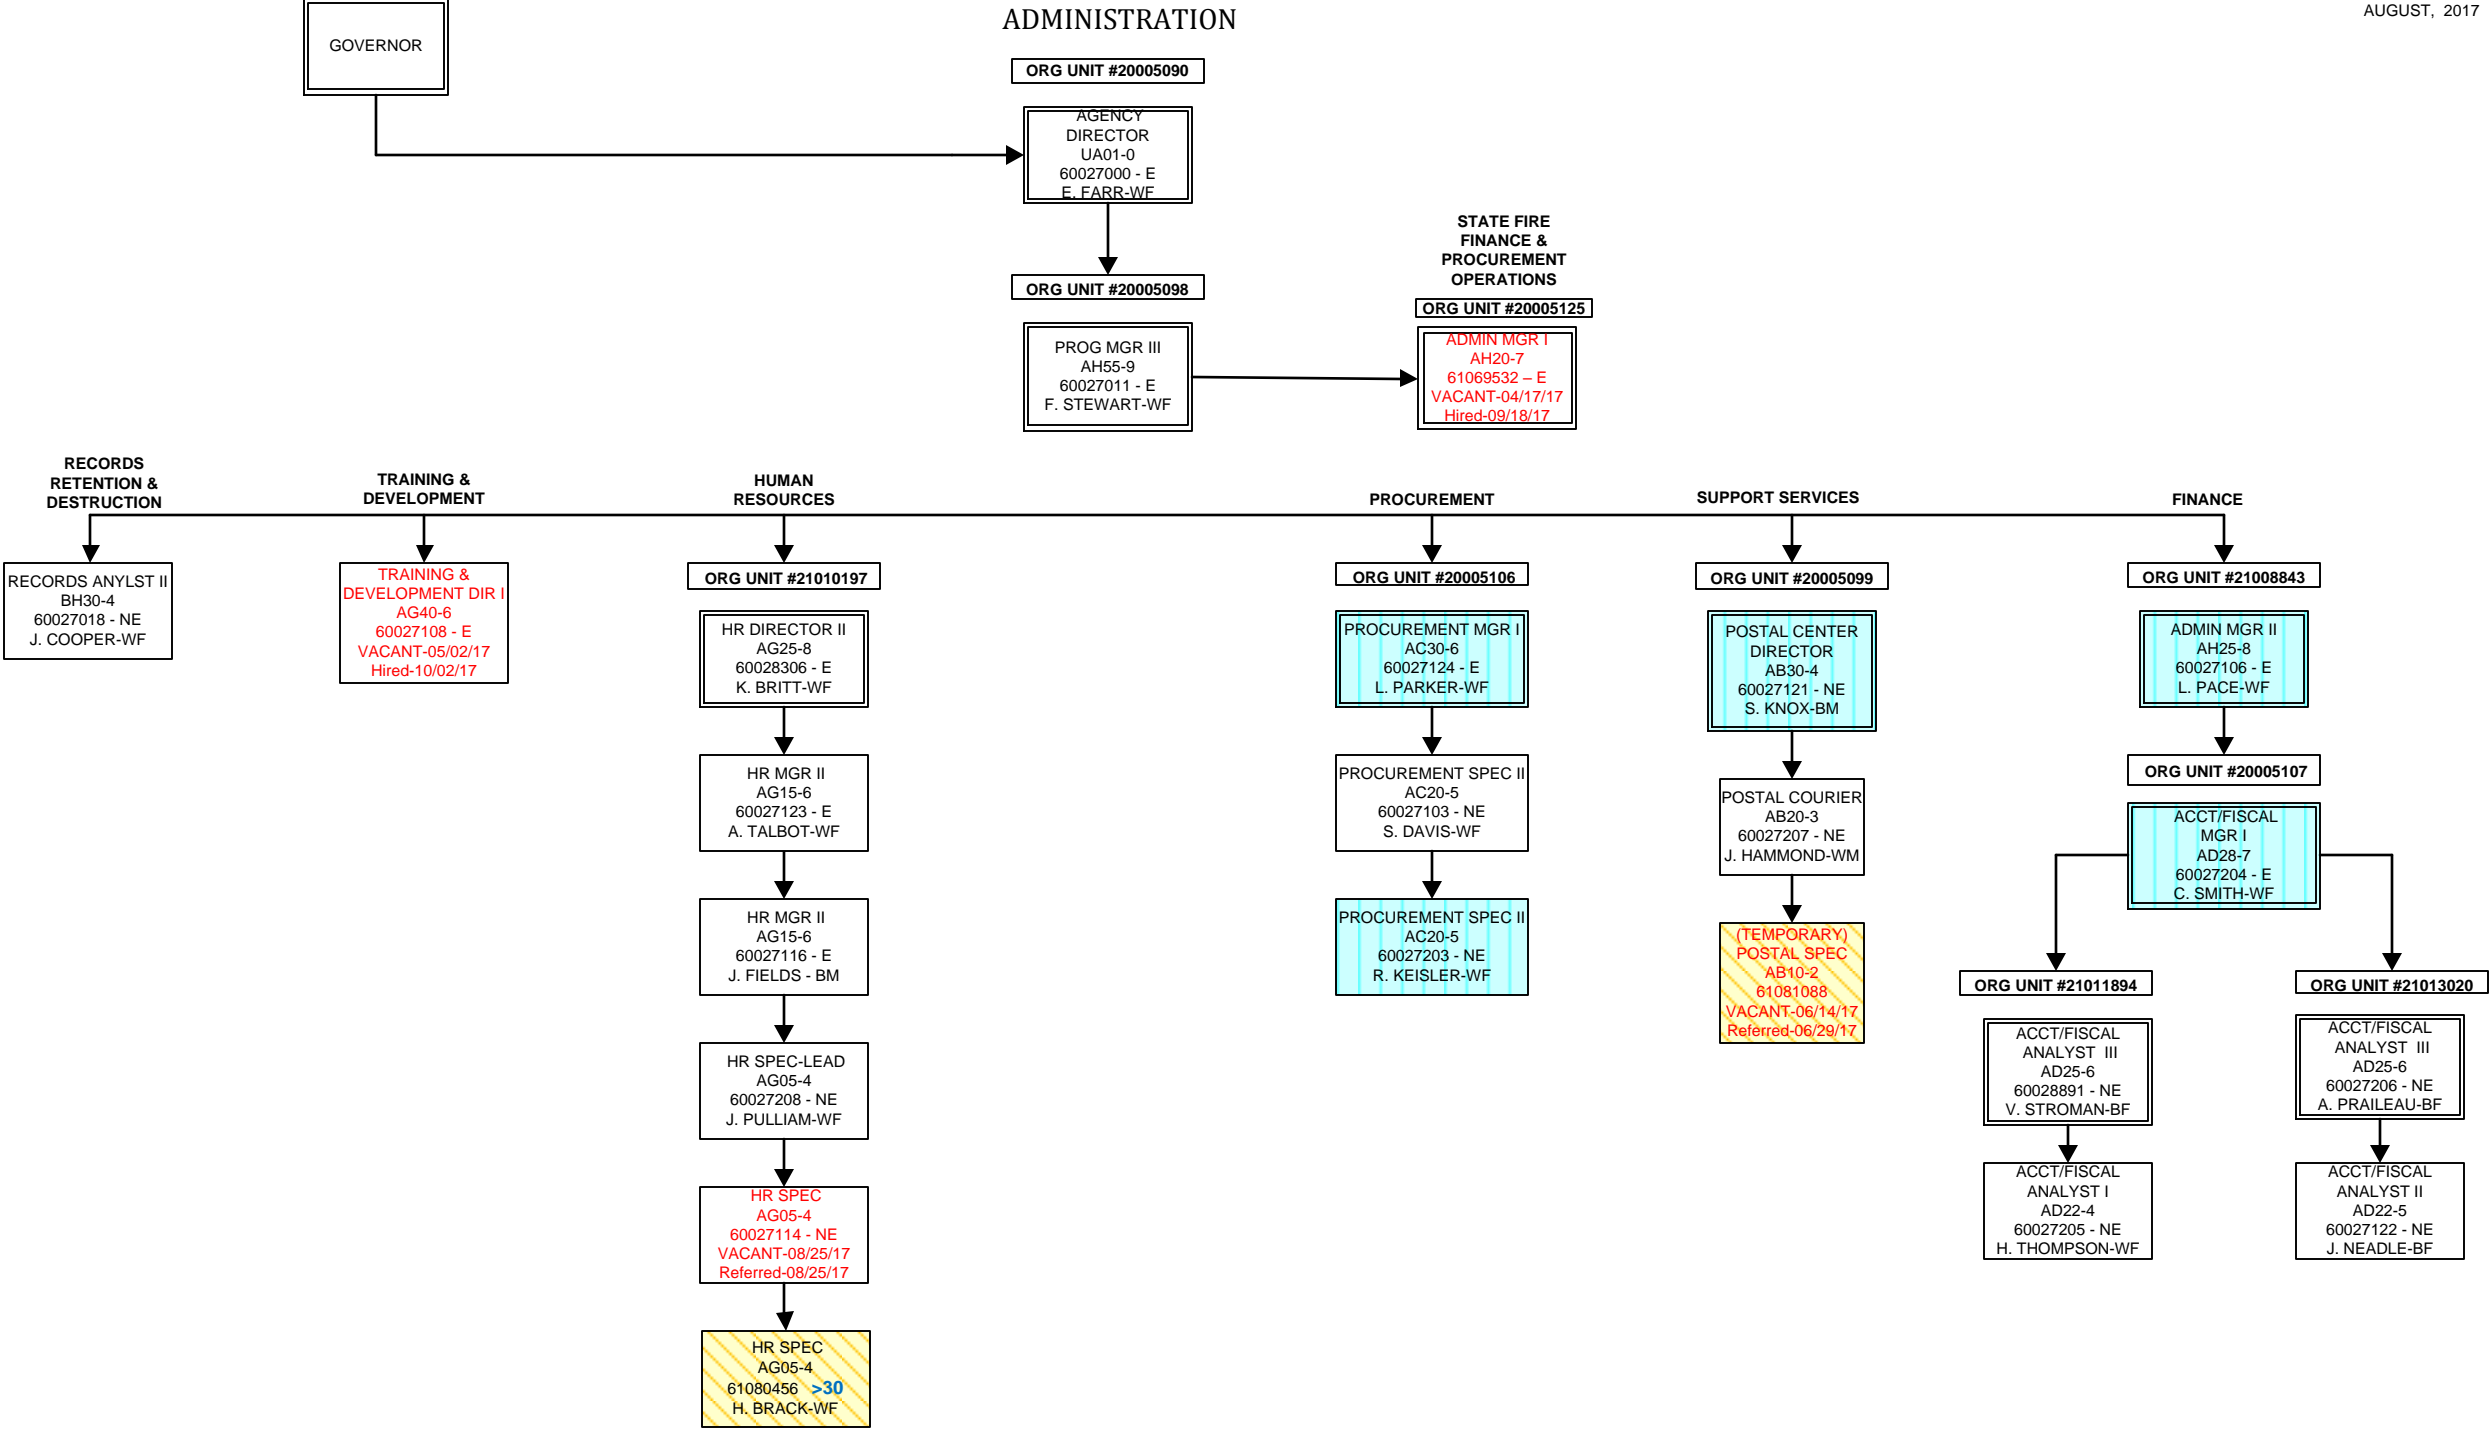 ADMINISTRATION
AUGUST,  2017
GOVERNOR
ORG UNIT #20005090
AGENCY
DIRECTOR
UA01-0
60027000 - E
E. FARR-WF
ORG UNIT #20005098
PROG MGR III
AH55-9
60027011 - E
F. STEWART-WF
STATE FIRE
FINANCE &
PROCUREMENT
OPERATIONS
ORG UNIT #20005125
ADMIN MGR I
AH20-7
61069532 – E
VACANT-04/17/17
Hired-09/18/17
RECORDS
RETENTION &
DESTRUCTION
RECORDS ANYLST II
BH30-4
60027018 - NE
J. COOPER-WF
TRAINING &
DEVELOPMENT
TRAINING &
DEVELOPMENT DIR I
AG40-6
60027108 - E
VACANT-05/02/17
Hired-10/02/17
HUMAN
RESOURCES
ORG UNIT #21010197
HR DIRECTOR II
AG25-8
60028306 - E
K. BRITT-WF
HR MGR II
AG15-6
60027123 - E
A. TALBOT-WF
HR MGR II
AG15-6
60027116 - E
J. FIELDS - BM
HR SPEC-LEAD
AG05-4
60027208 - NE
J. PULLIAM-WF
HR SPEC
AG05-4
60027114 - NE
VACANT-08/25/17
Referred-08/25/17
HR SPEC
AG05-4
61080456 >30
H. BRACK-WF
PROCUREMENT
ORG UNIT #20005106
PROCUREMENT MGR I
AC30-6
60027124 - E
L. PARKER-WF
PROCUREMENT SPEC II
AC20-5
60027103 - NE
S. DAVIS-WF
PROCUREMENT SPEC II
AC20-5
60027203 - NE
R. KEISLER-WF
SUPPORT SERVICES
ORG UNIT #20005099
POSTAL CENTER
DIRECTOR
AB30-4
60027121 - NE
S. KNOX-BM
POSTAL COURIER
AB20-3
60027207 - NE
J. HAMMOND-WM
(TEMPORARY)
POSTAL SPEC
AB10-2
61081088
VACANT-06/14/17
Referred-06/29/17
FINANCE
ORG UNIT #21008843
ADMIN MGR II
AH25-8
60027106 - E
L. PACE-WF
ORG UNIT #20005107
ACCT/FISCAL
MGR I
AD28-7
60027204 - E
C. SMITH-WF
ORG UNIT #21011894
ACCT/FISCAL
ANALYST  III
AD25-6
60028891 - NE
V. STROMAN-BF
ACCT/FISCAL
ANALYST I
AD22-4
60027205 - NE
H. THOMPSON-WF
ORG UNIT #21013020
ACCT/FISCAL
ANALYST  III
AD25-6
60027206 - NE
A. PRAILEAU-BF
ACCT/FISCAL
ANALYST II
AD22-5
60027122 - NE
J. NEADLE-BF